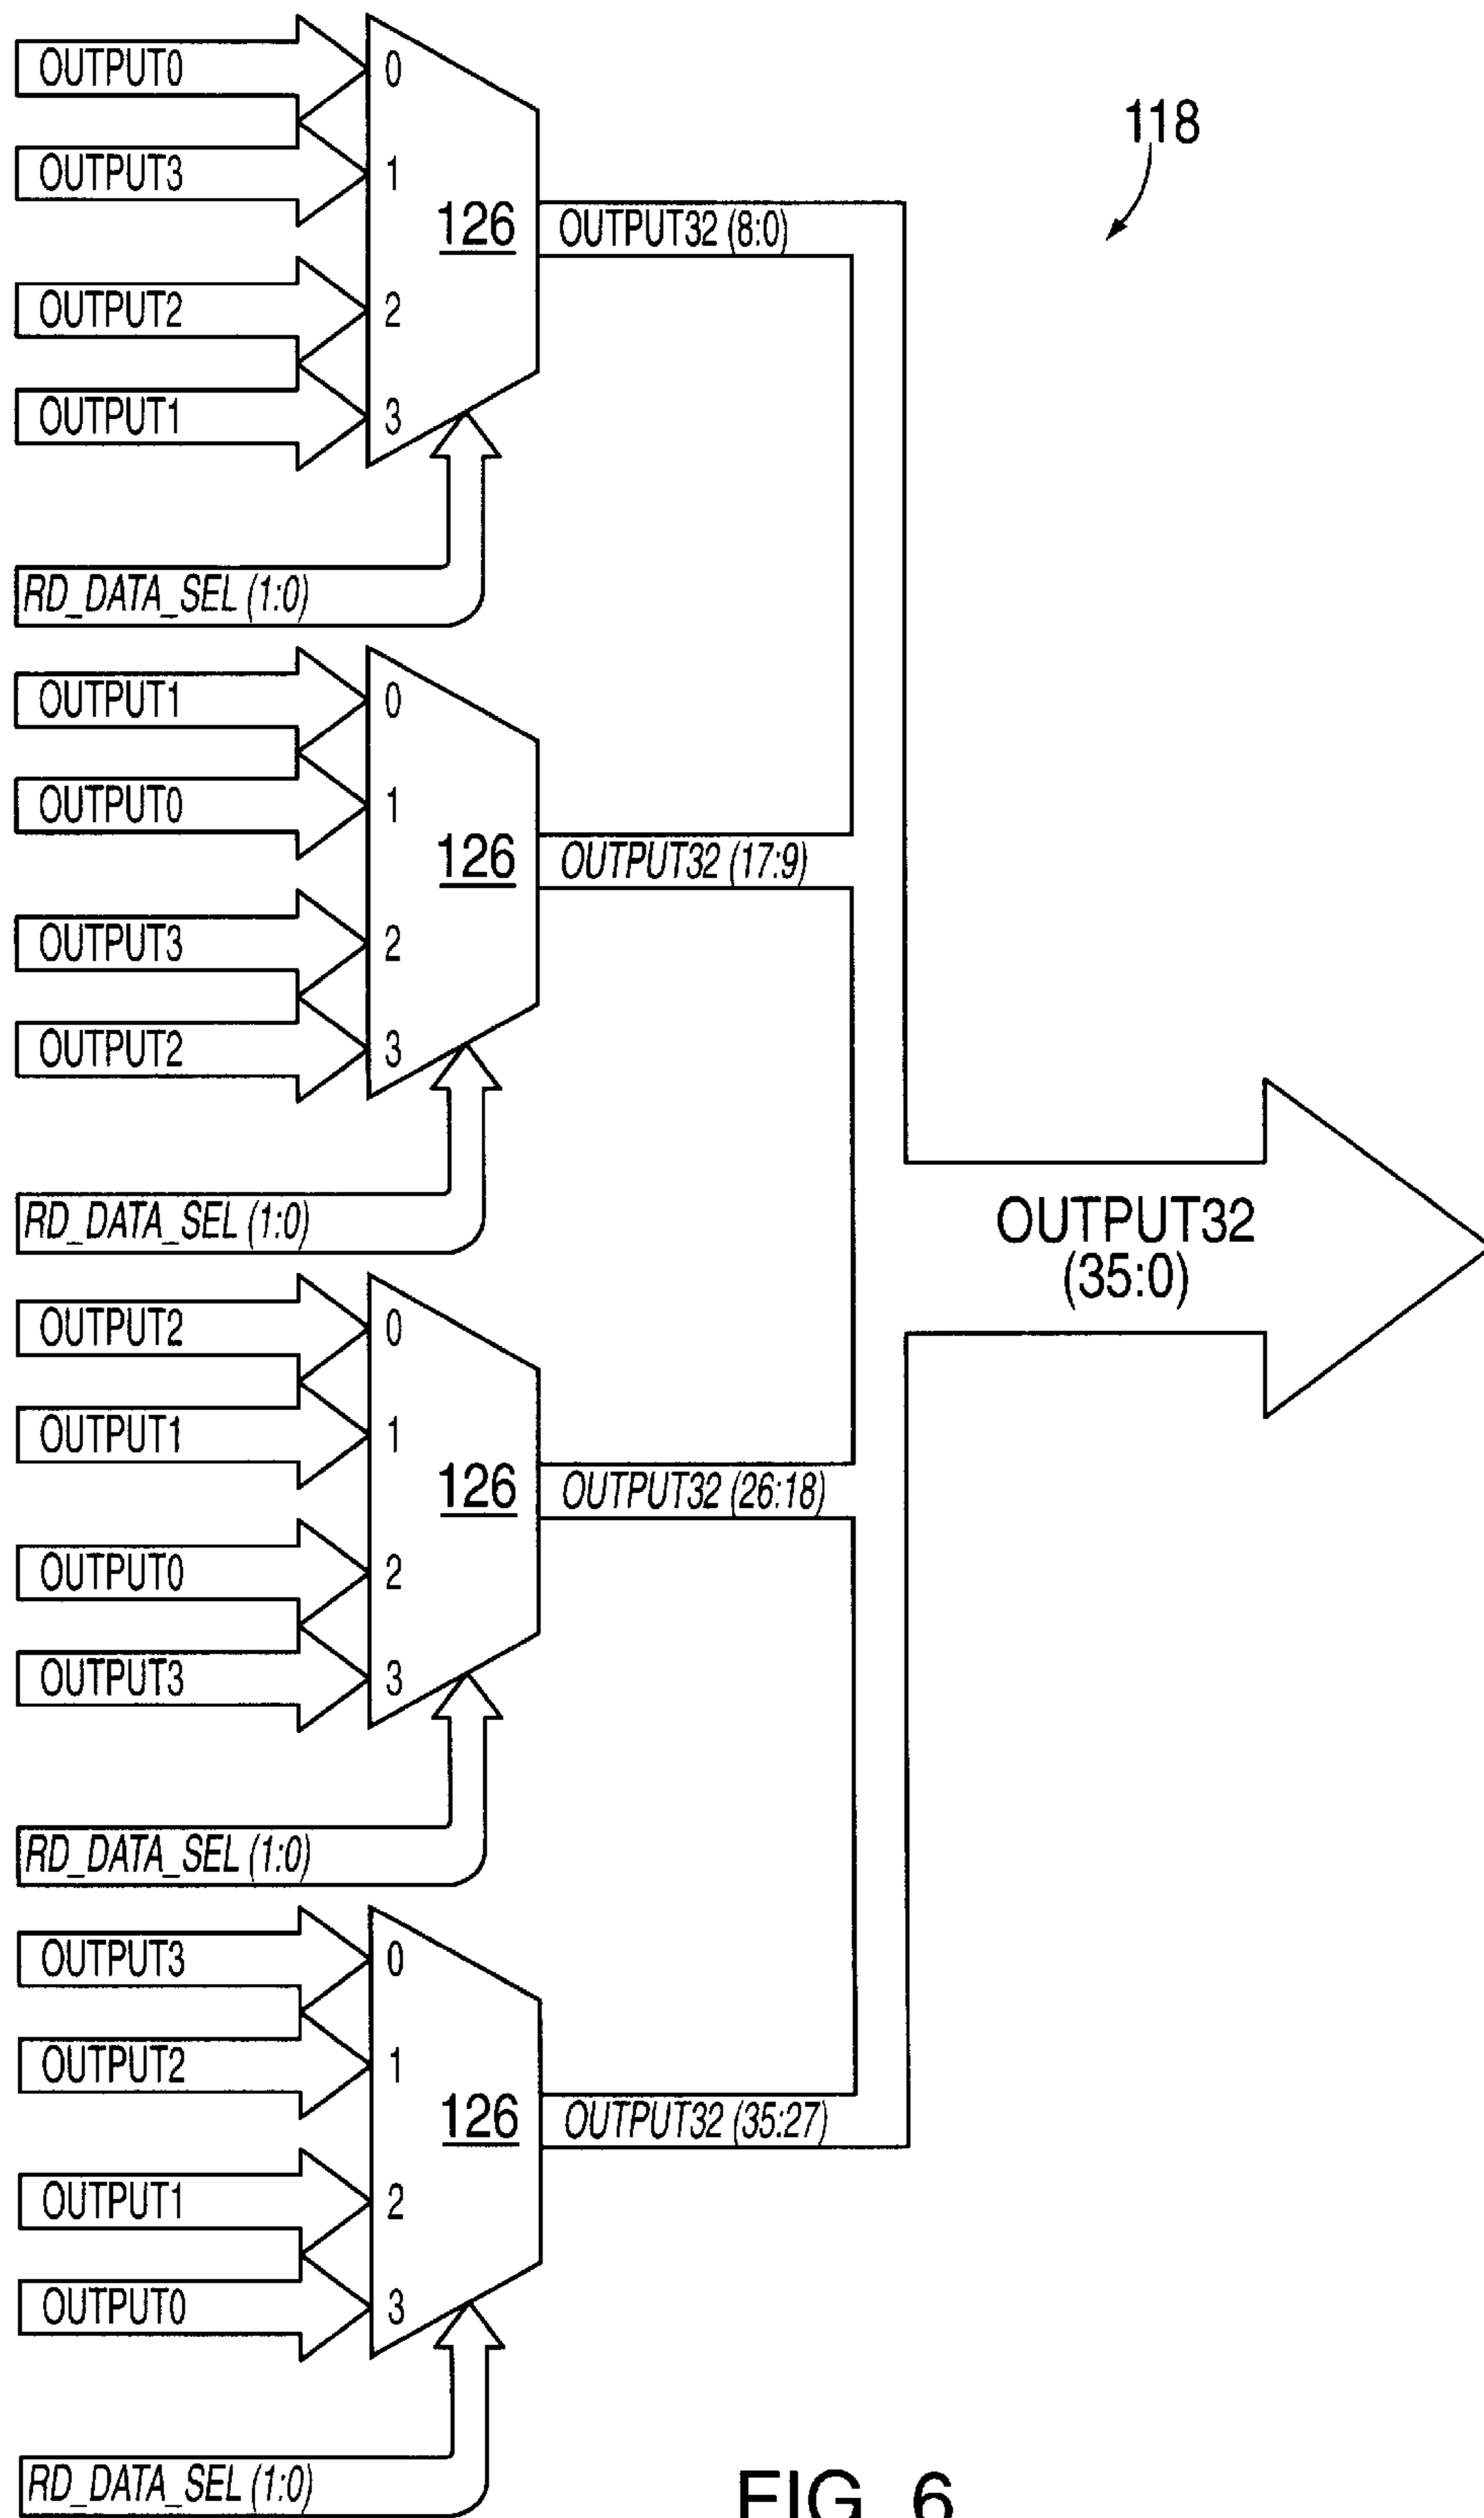 OUTPUT0
0
118
OUTPUT3
1
126
OUTPUT32 (8:0)
OUTPUT2
2
OUTPUT1
3
RD_DATA_SEL (1:0)
OUTPUT1
0
OUTPUT0
1
126
OUTPUT32 (17:9)
OUTPUT3
2
OUTPUT2
3
RD_DATA_SEL (1:0)
OUTPUT32
(35:0)
OUTPUT2
0
OUTPUT1
1
126
OUTPUT32 (26:18)
OUTPUT0
2
OUTPUT3
3
RD_DATA_SEL (1:0)
OUTPUT3
0
OUTPUT2
1
126
OUTPUT32 (35:27)
OUTPUT1
2
OUTPUT0
3
RD_DATA_SEL (1:0)
FIG. 6